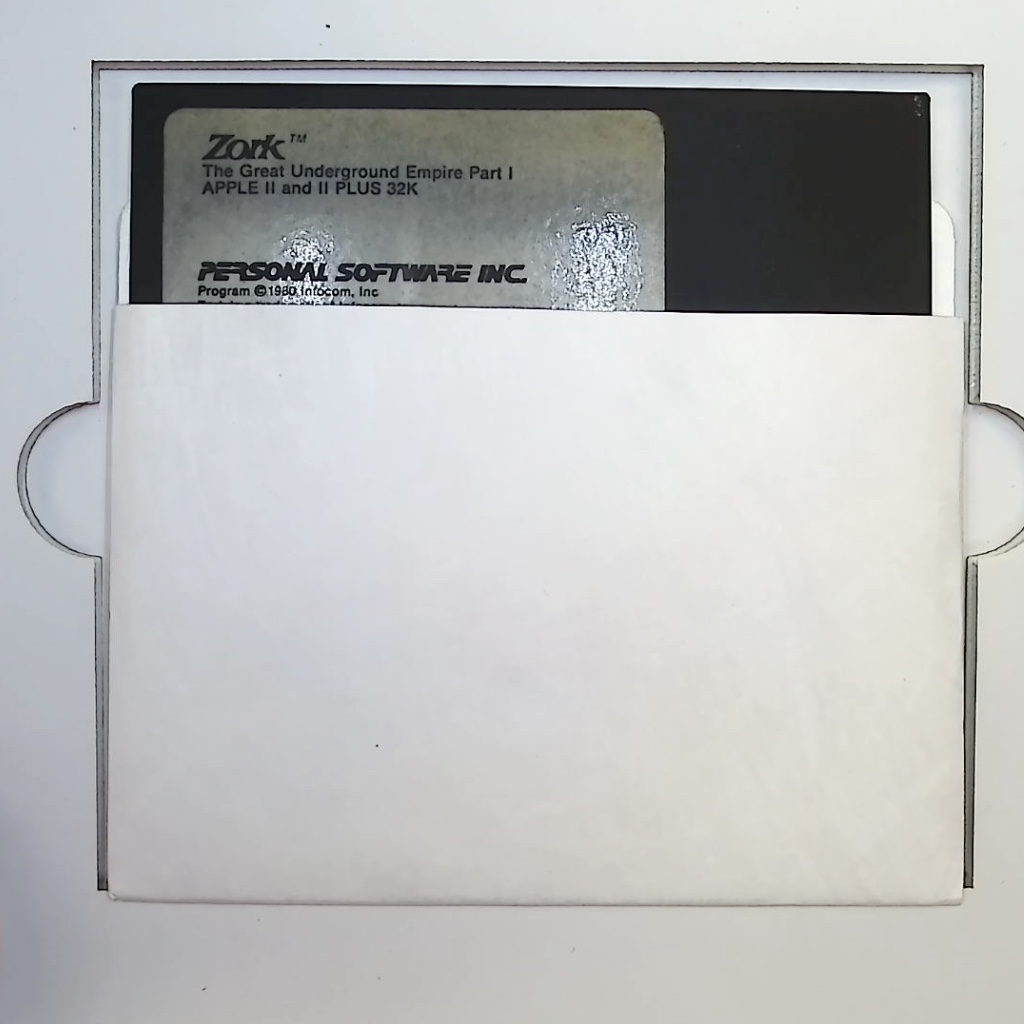 Zork™
The Great Underground Empire Part I
APPLE II and II PLUS 32K
PERSONAL SOFTWARE INC.
Program ©1980 Infocom, Inc